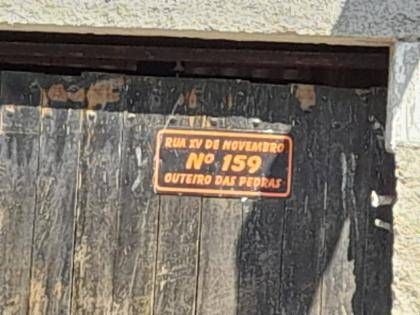 RUA XV DE NOVEMBRO
Nº 159
OUTEIRO DAS PEDRAS